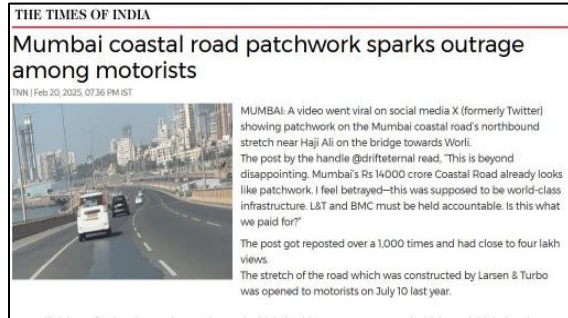 THE TIMES OF INDIA
Mumbai coastal road patchwork sparks outrage
among motorists
TNN | Feb 20, 2025, 07.36 PM IST
MUMBAI: A video went viral on social media X (formerly Twitter)
showing patchwork on the Mumbai coastal road's northbound
stretch near Haji Ali on the bridge towards Worli.
The post by the handle @drifteternal read, "This is beyond
disappointing. Mumbai's Rs 14000 crore Coastal Road already looks
like patchwork. I feel betrayed—this was supposed to be world-class
infrastructure. L&T and BMC must be held accountable. Is this what
we paid for?"
The post got reposted over a 1,000 times and had close to four lakh
views.
The stretch of the road which was constructed by Larsen & Turbo
was opened to motorists on July 10 last year.